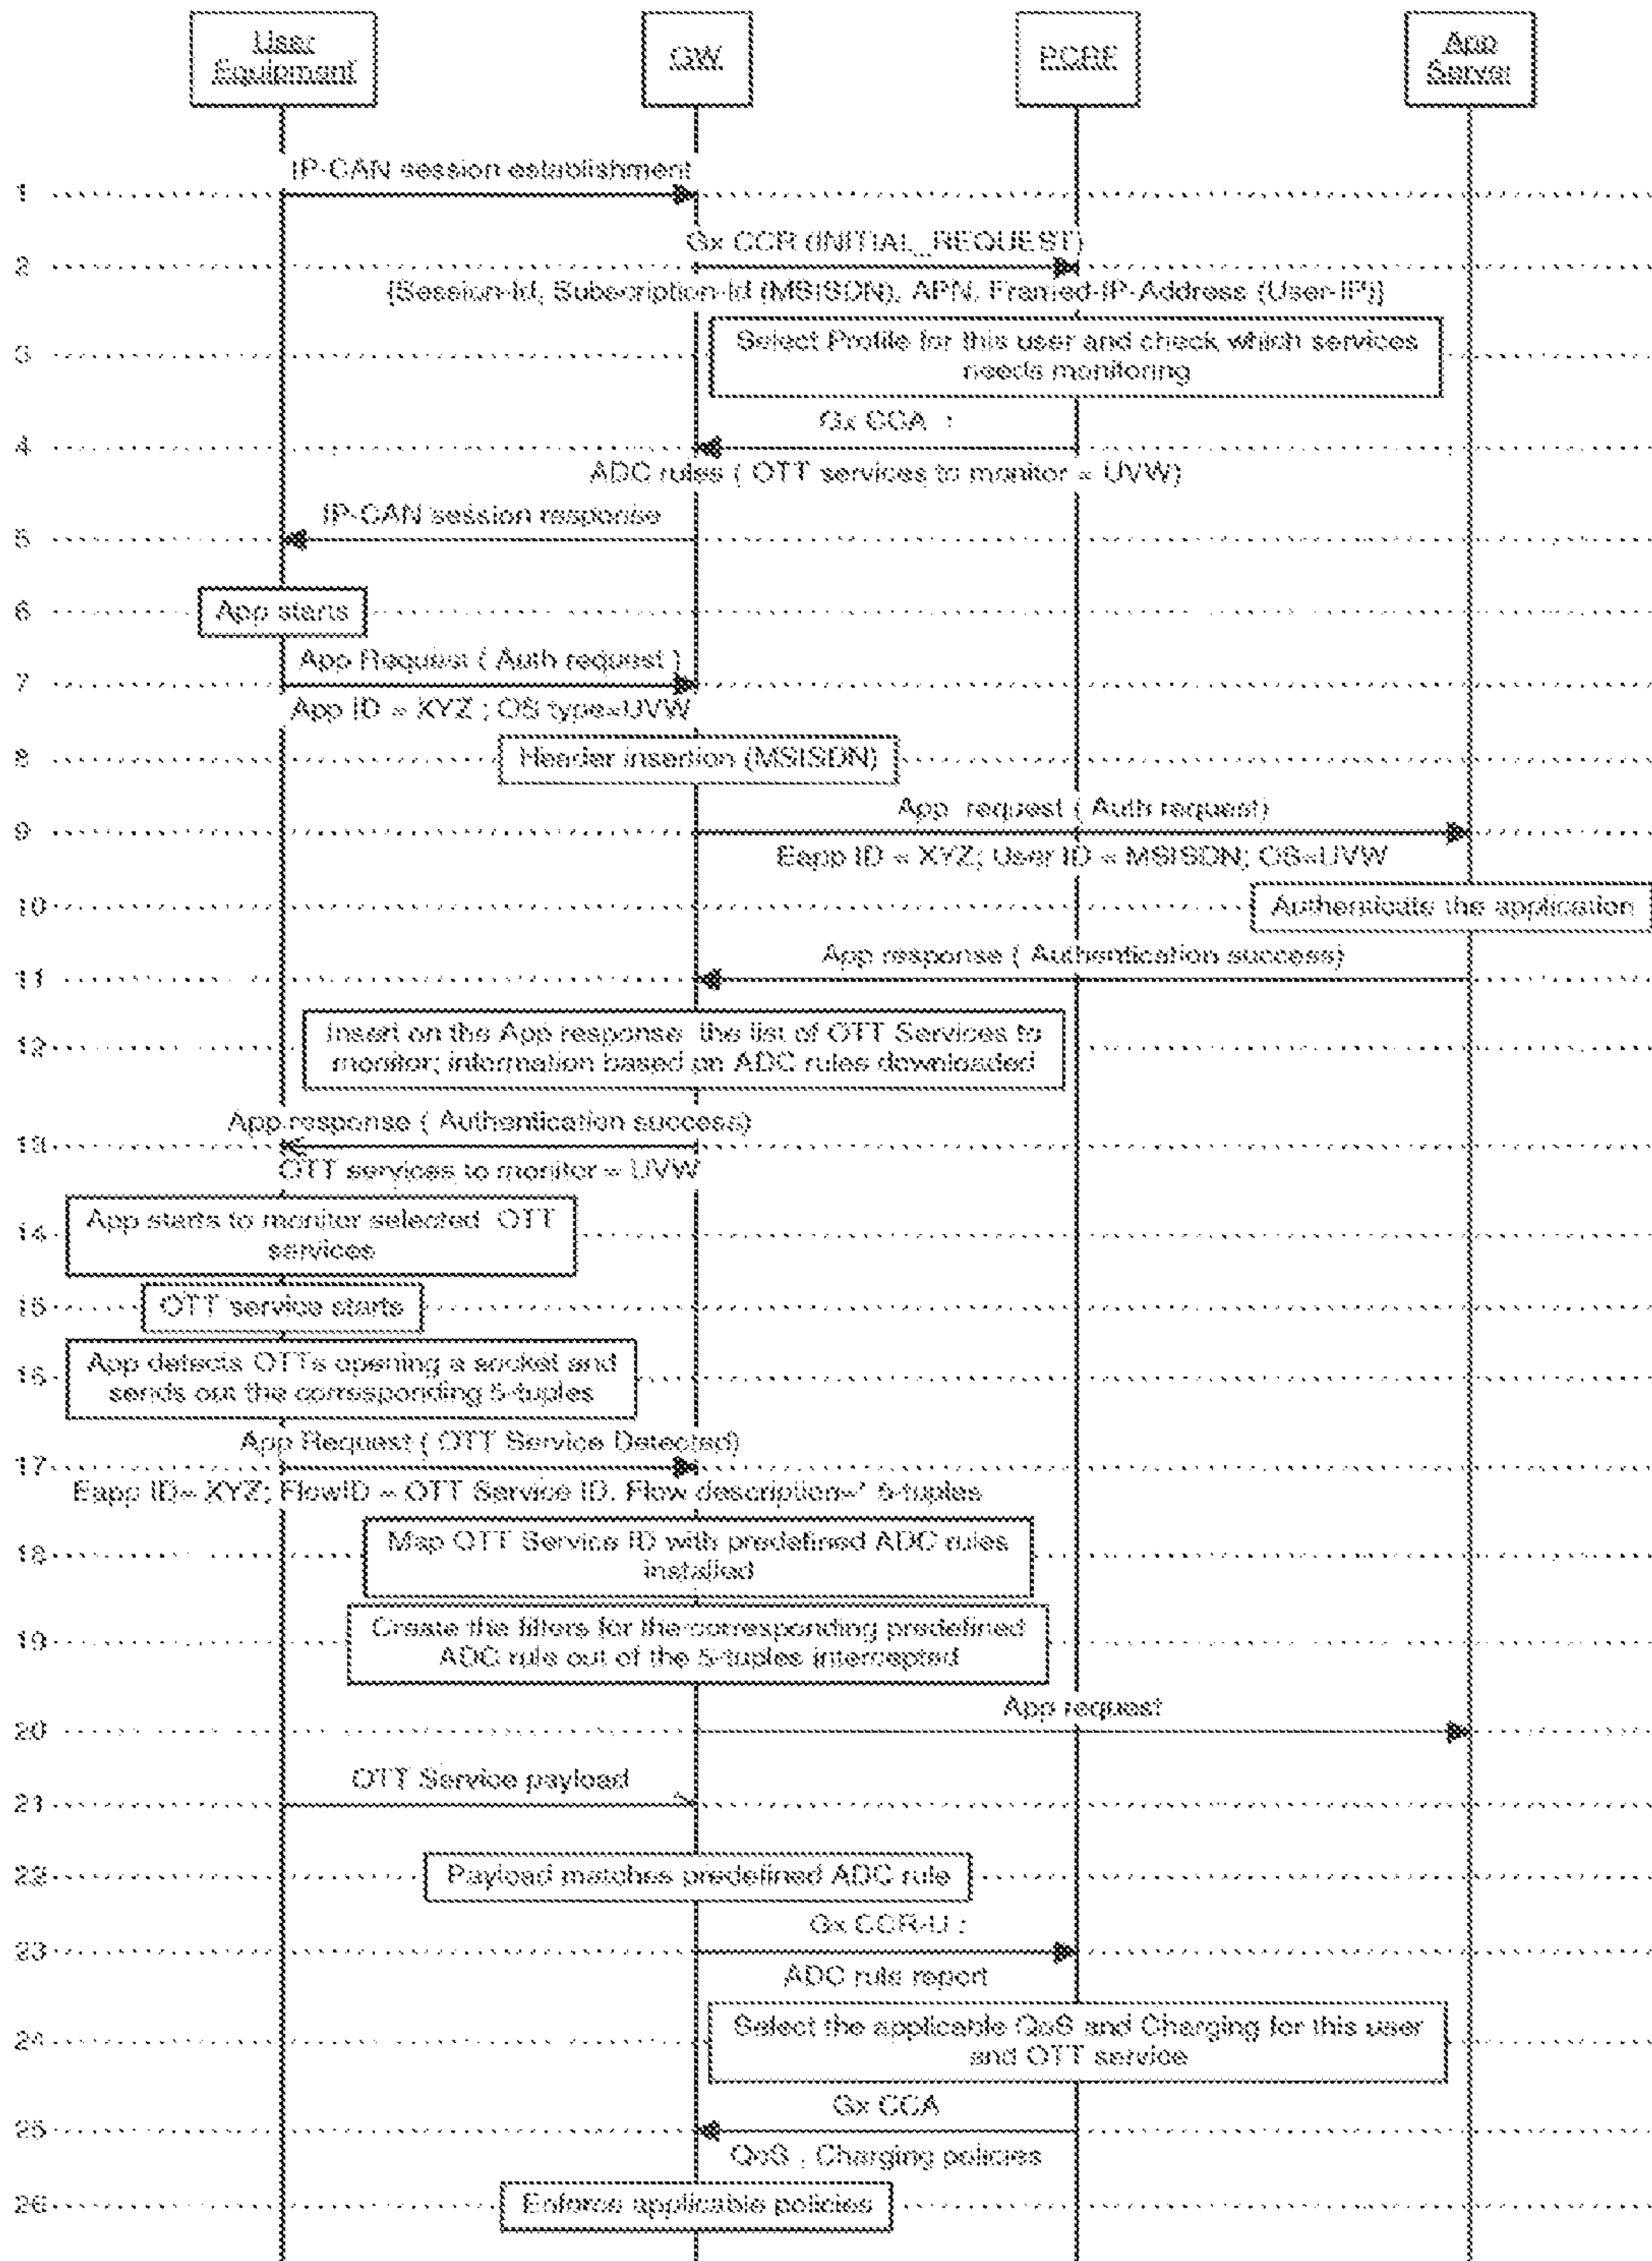 User
Equipment
GW
PCRF
App
Server
IP-CAN session establishment
1
Gx CCR (INITIAL_REQUEST)
2
{Session-Id, Subscription-Id (MSISDN), APN, Framed-IP-Address (User-IP)}
3
Select Profile for this user and check which services
needs monitoring
Gx CCA :
4
ADC rules ( OTT services to monitor = UVW)
IP-CAN session response
5
6
App starts
App Request ( Auth request )
7
App ID = XYZ ; OS type=UVW
8
Header insertion (MSISDN)
App request ( Auth request)
9
Eapp ID = XYZ; User ID = MSISDN; OS=UVW
10
Authenticate the application
App response ( Authentication success)
11
12
Insert on the App response the list of OTT Services to
monitor; information based on ADC rules downloaded
App response ( Authentication success)
13
OTT services to monitor = UVW
14
App starts to monitor selected OTT
services
15
OTT service starts
16
App detects OTTs opening a socket and
sends out the corresponding 5-tuples
App Request ( OTT Service Detected)
17
Eapp ID= XYZ; FlowID = OTT Service ID. Flow description=* 5-tuples
18
Map OTT Service ID with predefined ADC rules
installed
19
Create the filters for the corresponding predefined
ADC rule out of the 5-tuples intercepted
App request
20
OTT Service payload
21
22
Payload matches predefined ADC rule
Gx CCR-U :
23
ADC rule report
24
Select the applicable QoS and Charging for this user
and OTT service
Gx CCA
25
QoS , Charging policies
26
Enforce applicable policies